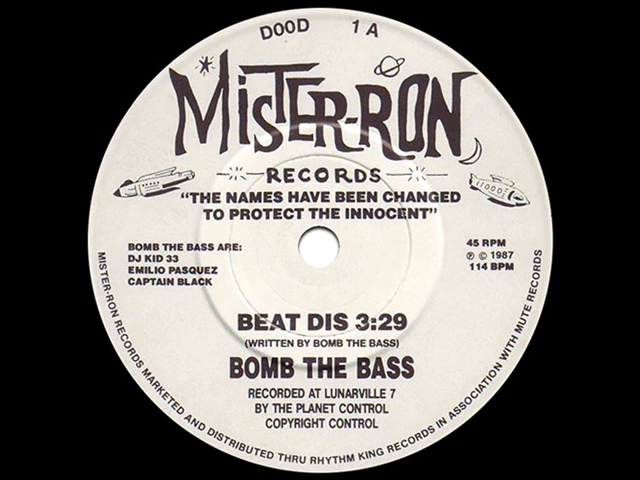 DOOD 1 A
MISTER-RON
RECORDS
"THE NAMES HAVE BEEN CHANGED
TO PROTECT THE INNOCENT"
BOMB THE BASS ARE:
DJ KID 33
EMILIO PASQUEZ
CAPTAIN BLACK
45 RPM
℗ © 1987
114 BPM
BEAT DIS 3:29
(WRITTEN BY BOMB THE BASS)
BOMB THE BASS
RECORDED AT LUNARVILLE 7
BY THE PLANET CONTROL
COPYRIGHT CONTROL
MISTER-RON RECORDS MARKETED AND DISTRIBUTED THRU RHYTHM KING RECORDS IN ASSOCIATION WITH MUTE RECORDS